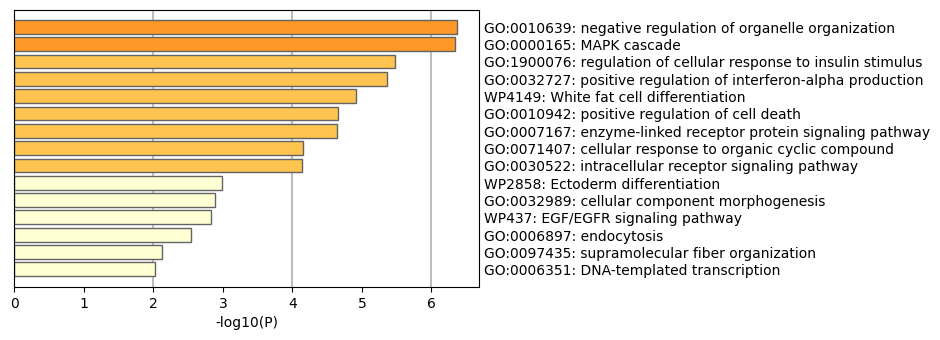 GO:0010639: negative regulation of organelle organization
GO:0000165: MAPK cascade
GO:1900076: regulation of cellular response to insulin stimulus
GO:0032727: positive regulation of interferon-alpha production
WP4149: White fat cell differentiation
GO:0010942: positive regulation of cell death
GO:0007167: enzyme-linked receptor protein signaling pathway
GO:0071407: cellular response to organic cyclic compound
GO:0030522: intracellular receptor signaling pathway
WP2858: Ectoderm differentiation
GO:0032989: cellular component morphogenesis
WP437: EGF/EGFR signaling pathway
GO:0006897: endocytosis
GO:0097435: supramolecular fiber organization
GO:0006351: DNA-templated transcription
0 1 2 3 4 5 6
-log10(P)